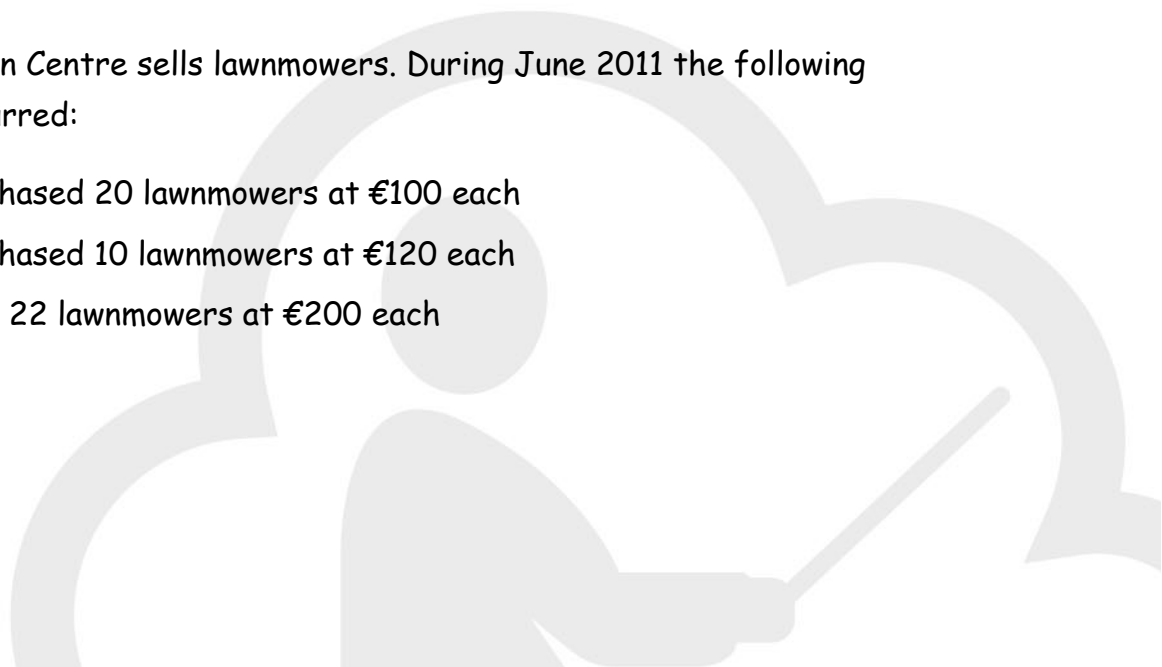 n Centre sells lawnmowers. During June 2011 the following
rred:
hased 20 lawnmowers at €100 each
hased 10 lawnmowers at €120 each
22 lawnmowers at €200 each